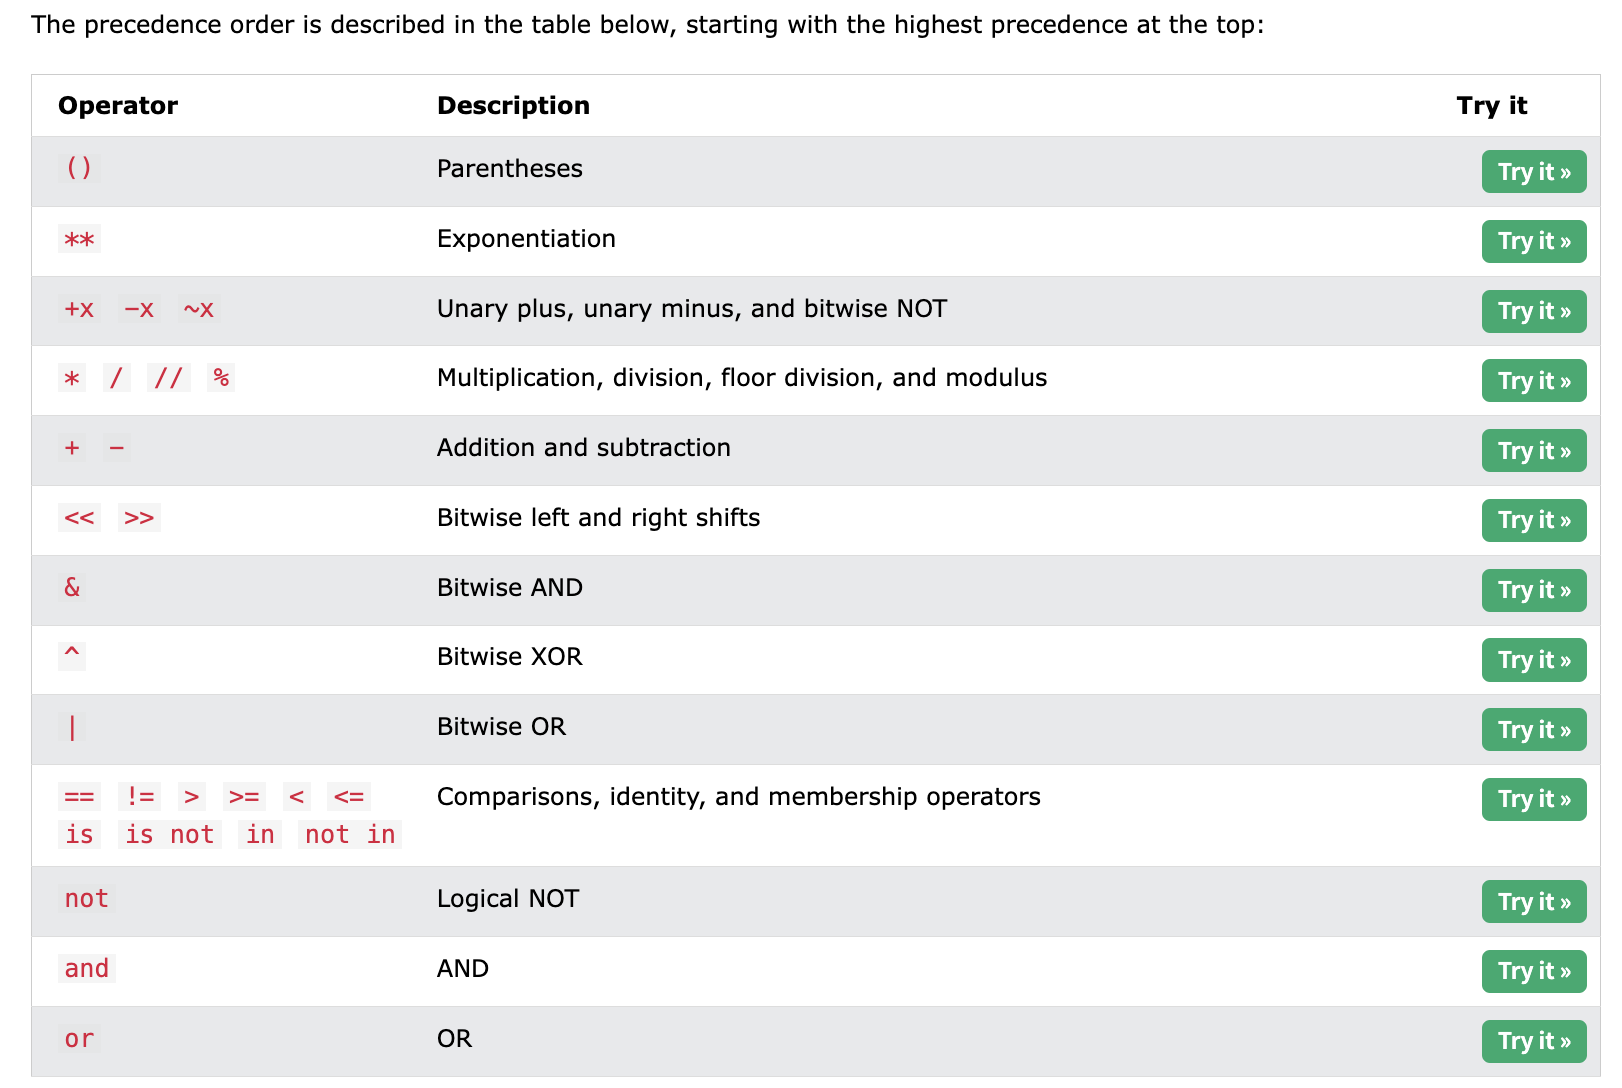 The precedence order is described in the table below, starting with the highest precedence at the top:
Operator Description Try it
() Parentheses Try it »
** Exponentiation Try it »
+x -x ~x Unary plus, unary minus, and bitwise NOT Try it »
* / // % Multiplication, division, floor division, and modulus Try it »
+ - Addition and subtraction Try it »
<< >> Bitwise left and right shifts Try it »
& Bitwise AND Try it »
^ Bitwise XOR Try it »
| Bitwise OR Try it »
== != > >= < <= Comparisons, identity, and membership operators Try it »
is is not in not in
not Logical NOT Try it »
and AND Try it »
or OR Try it »